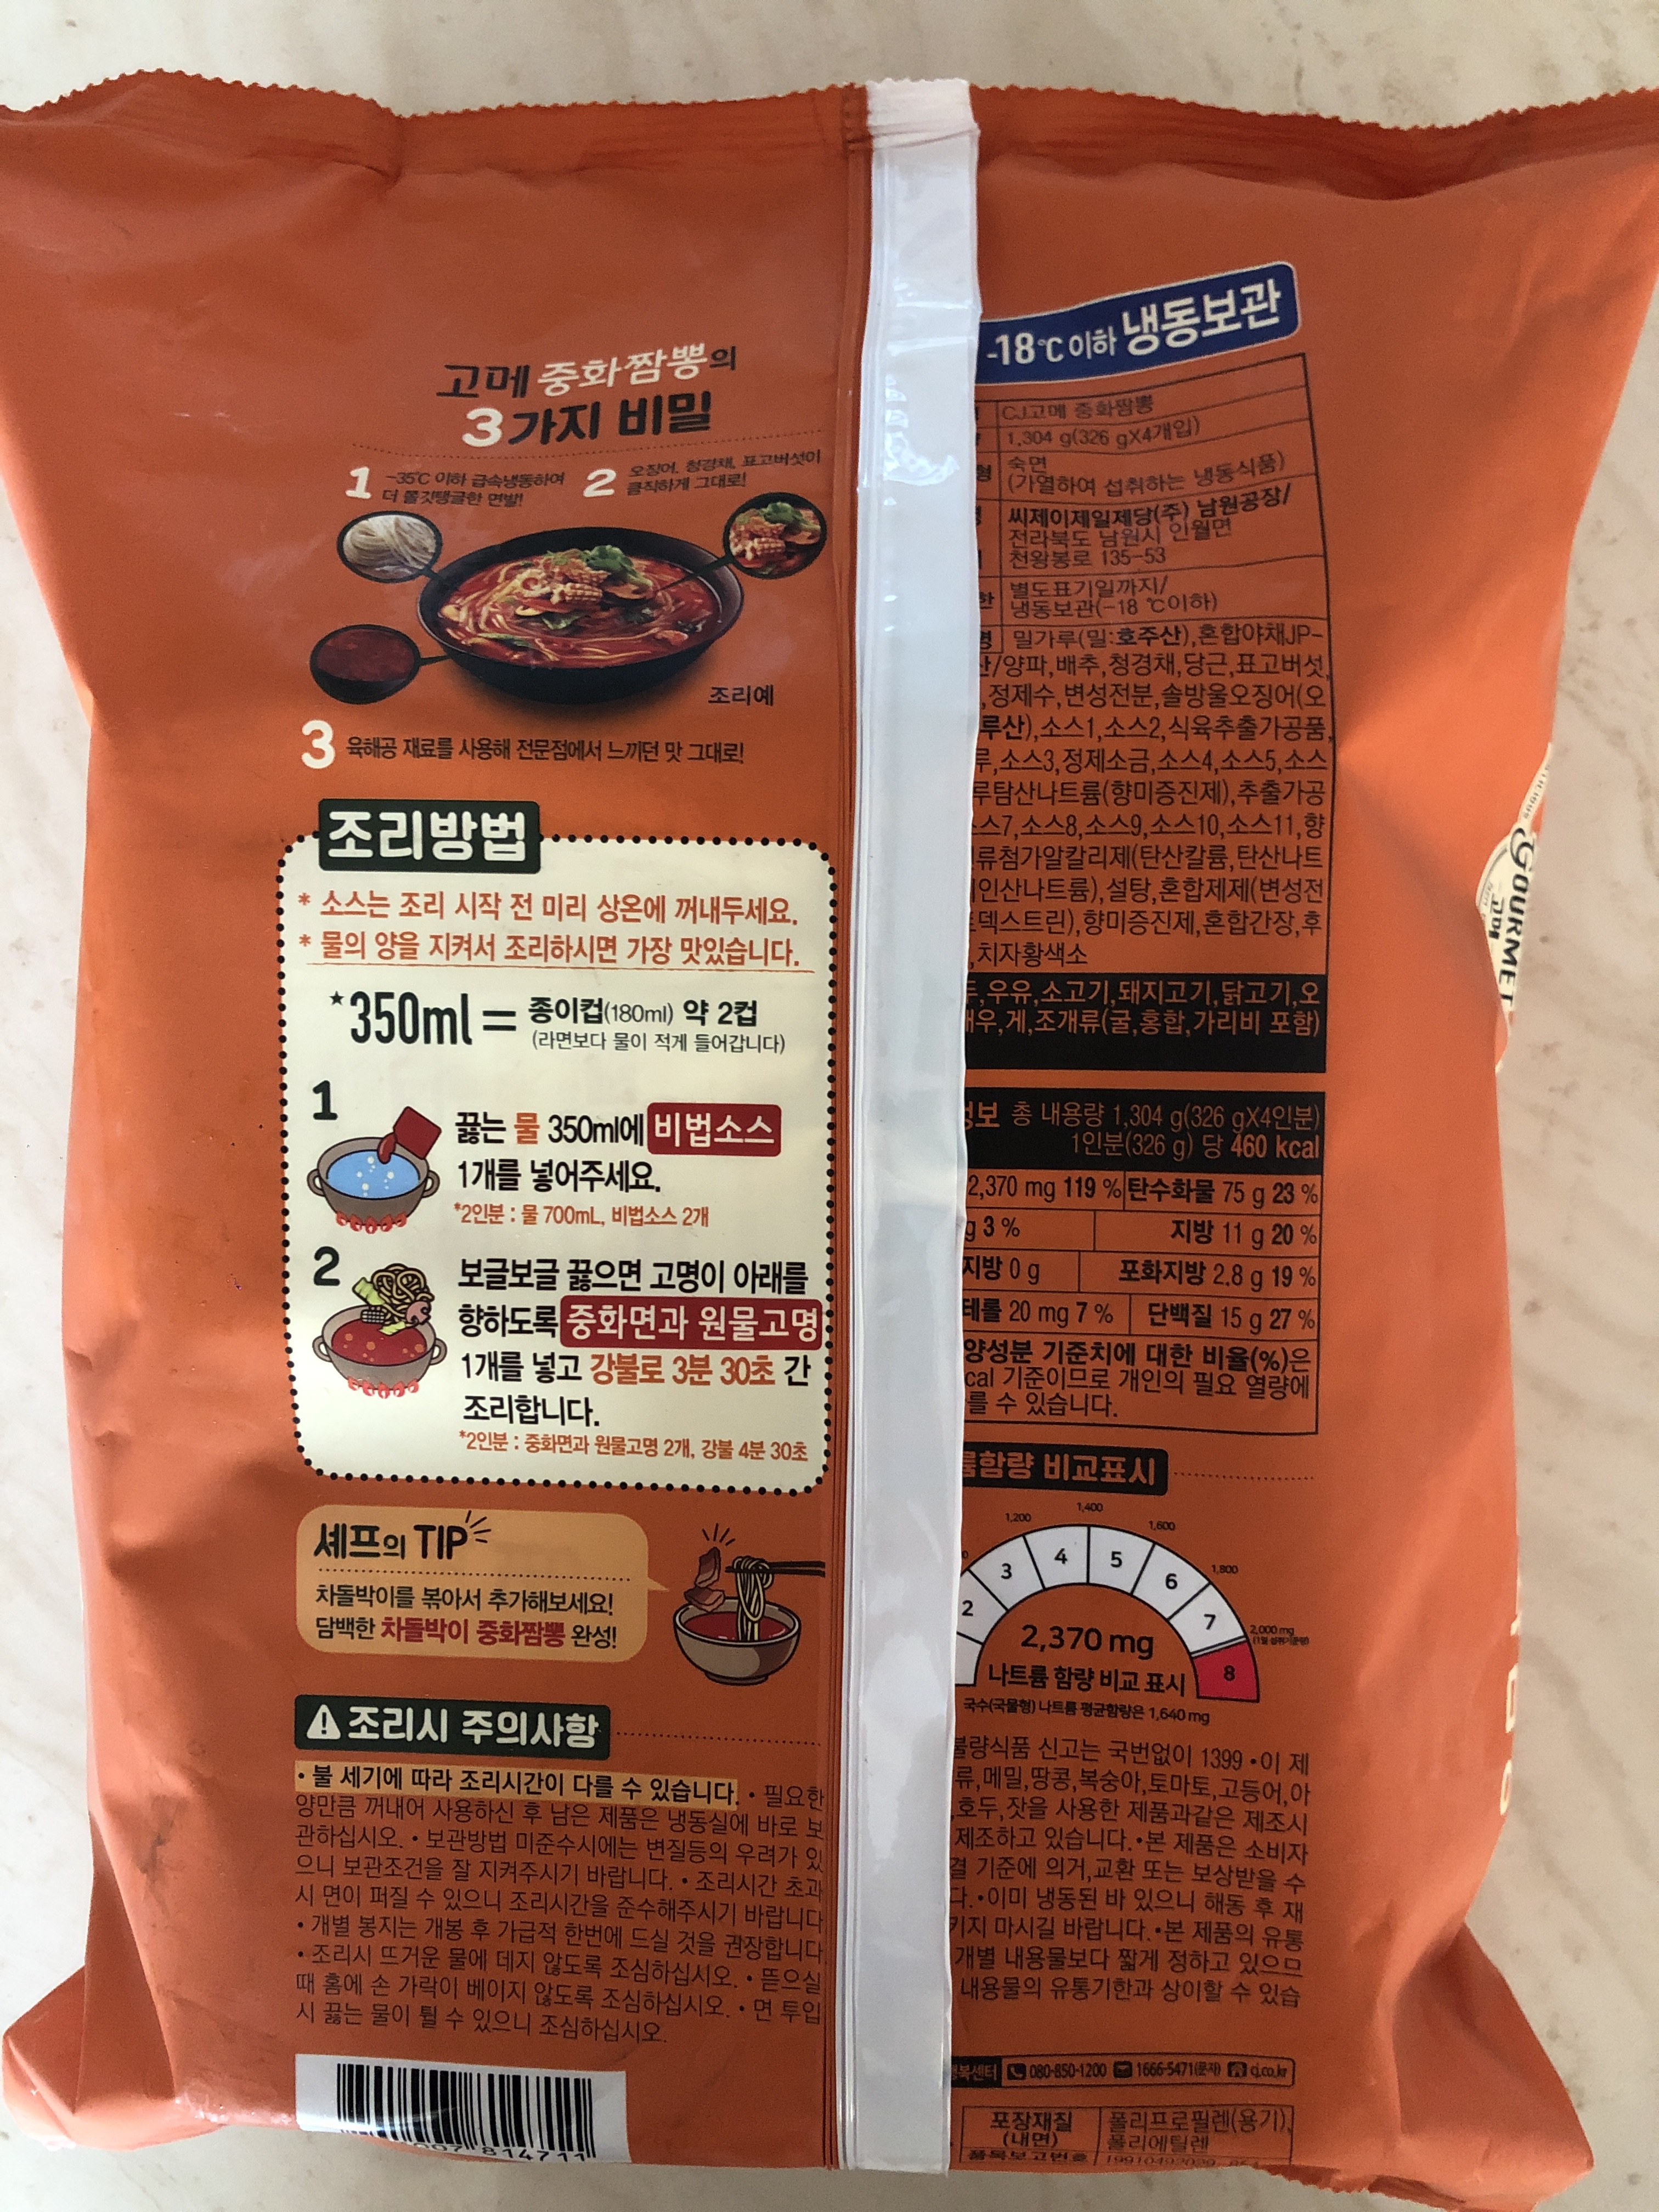 고메 중화짬뽕의
3가지 비밀
1 -35℃ 이하 급속냉동하여
더 쫄깃탱글한 면발!
2 오징어, 청경채, 표고버섯이
큼직하게 그대로!
조리예
3 육해공 재료를 사용해 전문점에서 느끼던 맛 그대로!
조리방법
* 소스는 조리 시작 전 미리 상온에 꺼내두세요.
* 물의 양을 지켜서 조리하시면 가장 맛있습니다.
★350ml = 종이컵(180ml) 약 2컵
(라면보다 물이 적게 들어갑니다)
1
끓는 물 350ml에 비법소스
1개를 넣어주세요.
*2인분 : 물 700mL, 비법소스 2개
2
보글보글 끓으면 고명이 아래를
향하도록 중화면과 원물고명
1개를 넣고 강불로 3분 30초 간
조리합니다.
*2인분 : 중화면과 원물고명 2개, 강불 4분 30초
셰프의 TIP
차돌박이를 볶아서 추가해보세요!
담백한 차돌박이 중화짬뽕 완성!
조리시 주의사항
• 불 세기에 따라 조리시간이 다를 수 있습니다. • 필요한
양만큼 꺼내어 사용하신 후 남은 제품은 냉동실에 바로 보
관하십시오. • 보관방법 미준수시에는 변질등의 우려가 있
으니 보관조건을 잘 지켜주시기 바랍니다. • 조리시간 초과
시 면이 퍼질 수 있으니 조리시간을 준수해주시기 바랍니다
• 개별 봉지는 개봉 후 가급적 한번에 드실 것을 권장합니다
• 조리시 뜨거운 물에 데지 않도록 조심하십시오. • 뜯으실
때 홈에 손 가락이 베이지 않도록 조심하십시오. • 면 투입
시 끓는 물이 튈 수 있으니 조심하십시오.
814711
-18℃ 이하 냉동보관
CJ고메 중화짬뽕
1,304 g(326 gX4개입)
형 숙면
(가열하여 섭취하는 냉동식품)
씨제이제일제당(주) 남원공장/
전라북도 남원시 인월면
천왕봉로 135-53
한 별도표기일까지/
냉동보관(-18 ℃이하)
명 밀가루(밀:호주산),혼합야채JP-
산/양파,배추,청경채,당근,표고버섯,
,정제수,변성전분,솔방울오징어(오
루산),소스1,소스2,식육추출가공품,
루,소스3,정제소금,소스4,소스5,소스
루탐산나트륨(향미증진제),추출가공
스7,소스8,소스9,소스10,소스11,향
류첨가알칼리제(탄산칼륨,탄산나트
인산나트륨),설탕,혼합제제(변성전
덱스트린),향미증진제,혼합간장,후
,치자황색소
두,우유,소고기,돼지고기,닭고기,오
새우,게,조개류(굴,홍합,가리비 포함)
정보 총 내용량 1,304 g(326 gX4인분)
1인분(326 g) 당 460 kcal
2,370 mg 119 % 탄수화물 75 g 23 %
g 3 % 지방 11 g 20 %
지방 0 g 포화지방 2.8 g 19 %
테롤 20 mg 7 % 단백질 15 g 27 %
양성분 기준치에 대한 비율(%)은
cal 기준이므로 개인의 필요 열량에
를 수 있습니다.
륨함량 비교표시
1,200 1,400 1,600 1,800 2,000 mg
2 3 4 5 6 7 8
2,370 mg
나트륨 함량 비교 표시
국수(국물형) 나트륨 평균함량은 1,640 mg
불량식품 신고는 국번없이 1399 •이 제
류,메밀,땅콩,복숭아,토마토,고등어,아
,호두,잣을 사용한 제품과같은 제조시
제조하고 있습니다.•본 제품은 소비자
결 기준에 의거,교환 또는 보상받을 수
다.•이미 냉동된 바 있으니 해동 후 재
키지 마시길 바랍니다.•본 제품의 유통
개별 내용물보다 짧게 정하고 있으므
내용물의 유통기한과 상이할 수 있습
행복센터 080-850-1200 1666-5471(문자) cj.co.kr
포장재질 폴리프로필렌(용기),
(내면) 폴리에틸렌
품목보고번호
GOURMET
고메